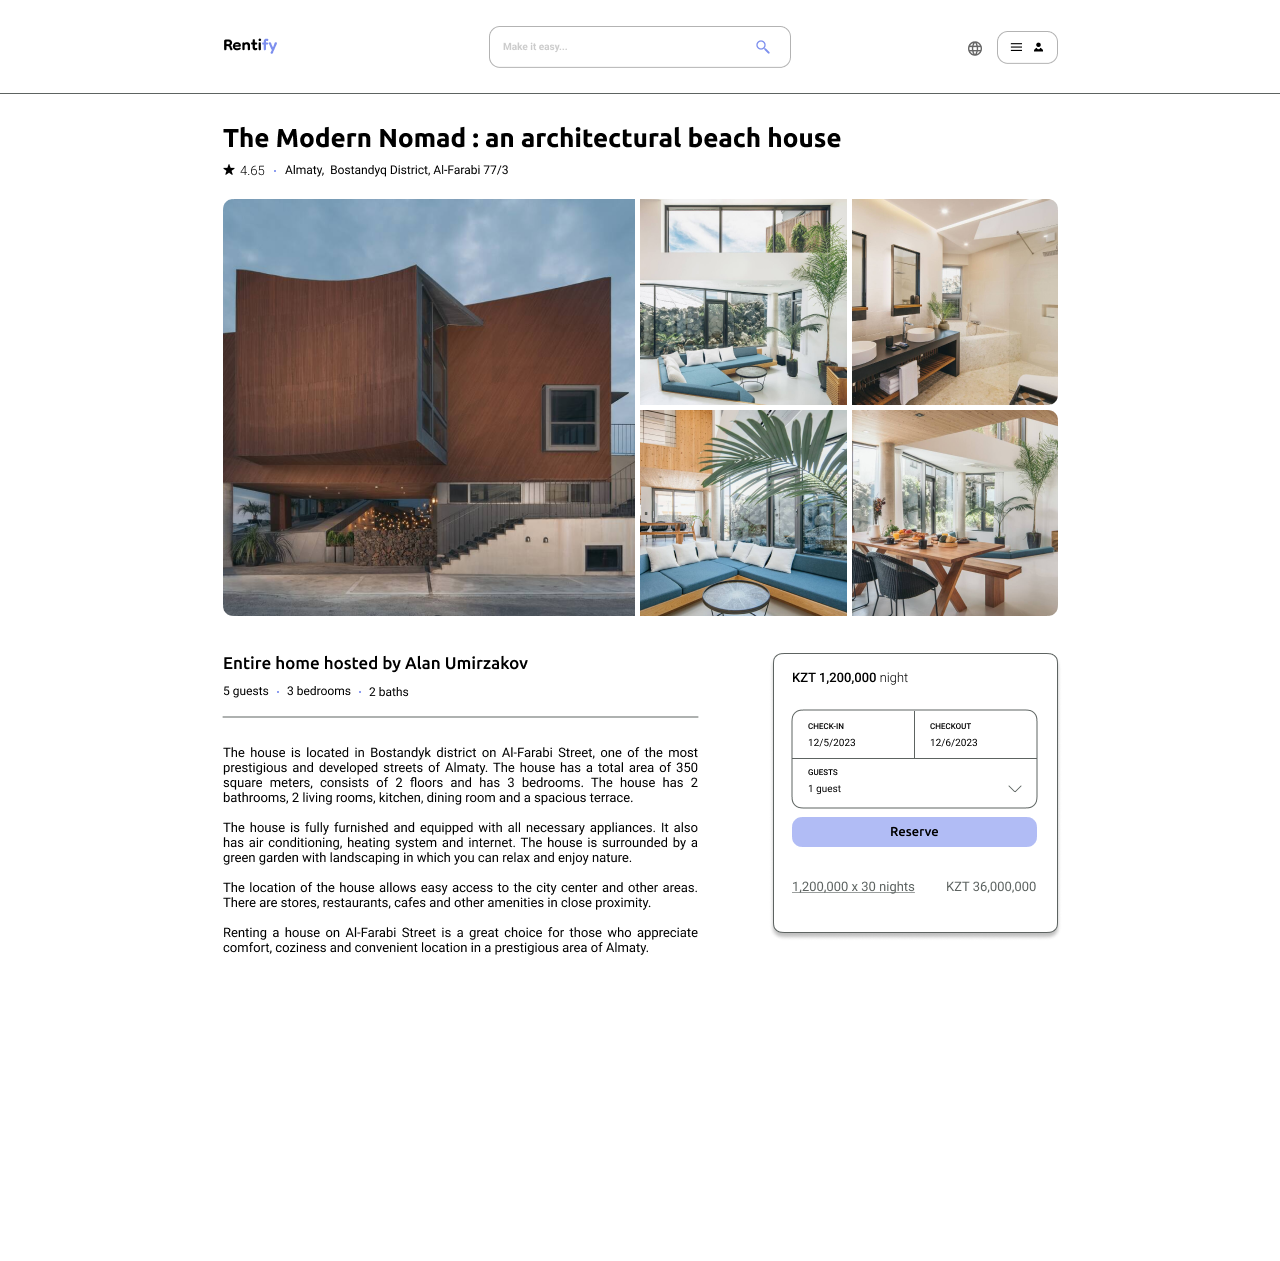 Rentify
Make it easy...
The Modern Nomad : an architectural beach house
4.65 · Almaty, Bostandyq District, Al-Farabi 77/3
Entire home hosted by Alan Umirzakov
5 guests · 3 bedrooms · 2 baths
The house is located in Bostandyk district on Al-Farabi Street, one of the most
prestigious and developed streets of Almaty. The house has a total area of 350
square meters, consists of 2 floors and has 3 bedrooms. The house has 2
bathrooms, 2 living rooms, kitchen, dining room and a spacious terrace.
The house is fully furnished and equipped with all necessary appliances. It also
has air conditioning, heating system and internet. The house is surrounded by a
green garden with landscaping in which you can relax and enjoy nature.
The location of the house allows easy access to the city center and other areas.
There are stores, restaurants, cafes and other amenities in close proximity.
Renting a house on Al-Farabi Street is a great choice for those who appreciate
comfort, coziness and convenient location in a prestigious area of Almaty.
KZT 1,200,000 night
CHECK-IN
12/5/2023
CHECKOUT
12/6/2023
GUESTS
1 guest
Reserve
1,200,000 x 30 nights
KZT 36,000,000